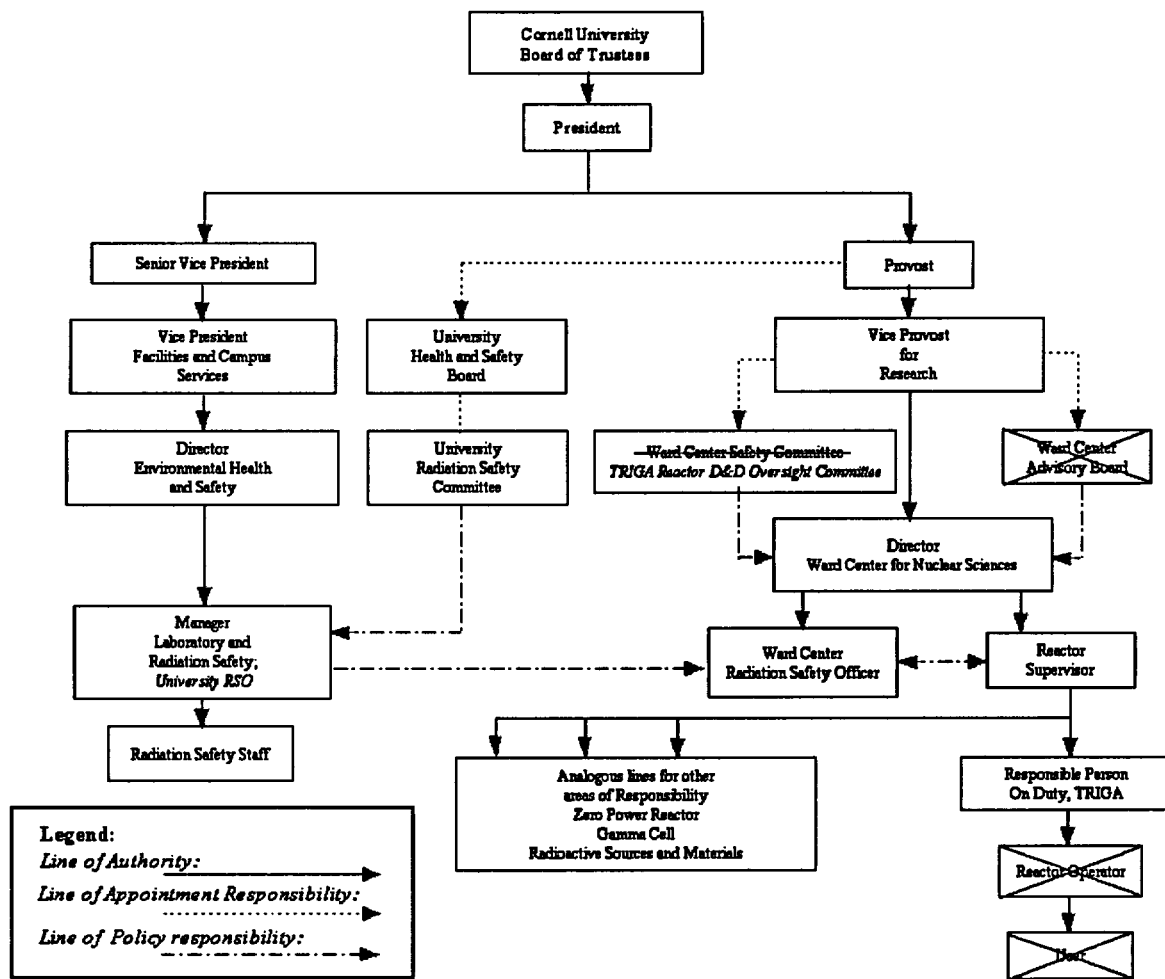 Cornell University
Board of Trustees
President
Senior Vice President
Provost
Vice President
Facilities and Campus
Services
University
Health and Safety
Board
Vice Provost
for
Research
Director
Environmental Health
and Safety
University
Radiation Safety
Committee
Ward Center Safety Committee
TRIGA Reactor D&D Oversight Committee
Ward Center
Advisory Board
Director
Ward Center for Nuclear Sciences
Manager
Laboratory and
Radiation Safety;
University RSO
Ward Center
Radiation Safety Officer
Reactor
Supervisor
Radiation Safety Staff
Analogous lines for other
areas of Responsibility
Zero Power Reactor
Gamma Cell
Radioactive Sources and Materials
Responsible Person
On Duty, TRIGA
Reactor Operator
User
Legend:
Line of Authority:
Line of Appointment Responsibility:
Line of Policy responsibility: